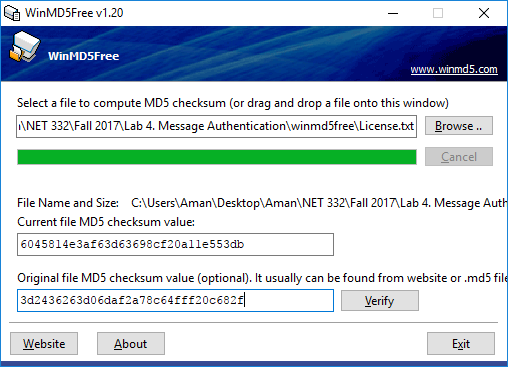 WinMD5Free v1.20
WinMD5Free
www.winmd5.com
Select a file to compute MD5 checksum (or drag and drop a file onto this window)
\NET 332\Fall 2017\Lab 4. Message Authentication\winmd5free\License.txt
Browse ..
Cancel
File Name and Size: C:\Users\Aman\Desktop\Aman\NET 332\Fall 2017\Lab 4. Message Auth
Current file MD5 checksum value:
6045814e3af63d63698cf20a11e553db
Original file MD5 checksum value (optional). It usually can be found from website or .md5 file
3d2436263d06daf2a78c64fff20c682f
Verify
Website
About
Exit